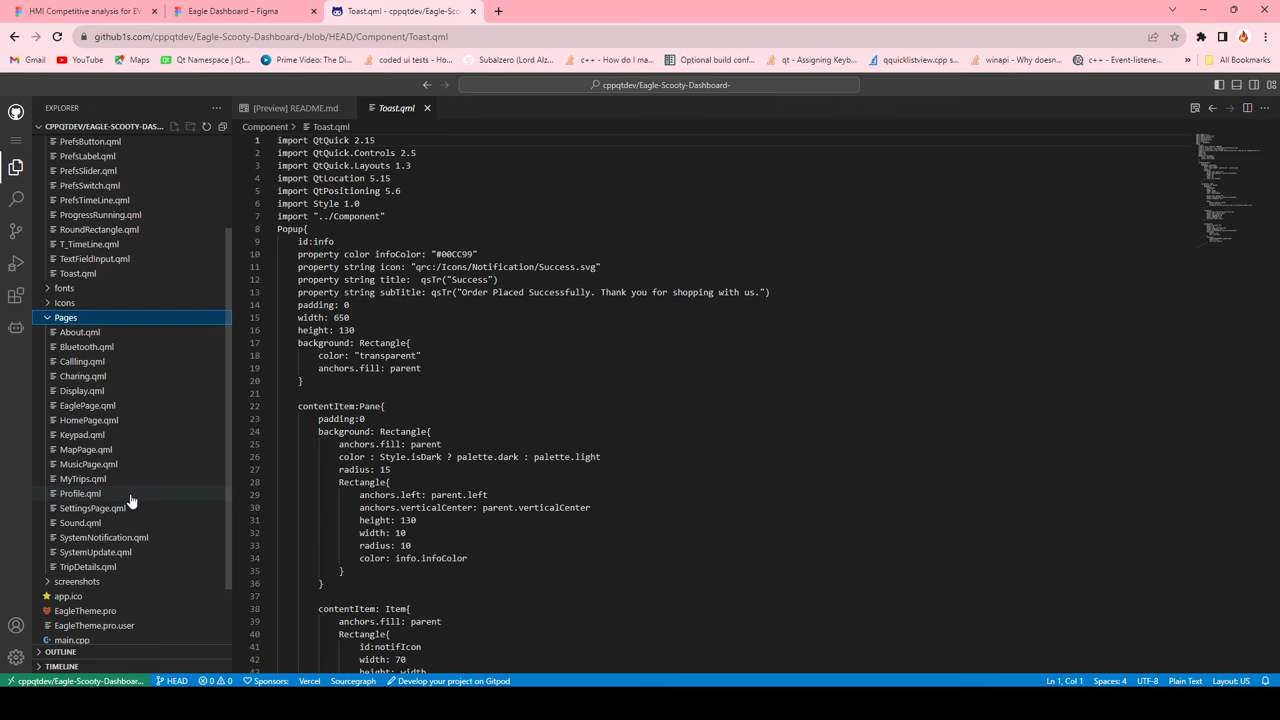 HMI Competitive analysis for EV
Eagle Dashboard – Figma
Toast.qml - cppqtdev/Eagle-Sco
github1s.com/cppqtdev/Eagle-Scooty-Dashboard-/blob/HEAD/Component/Toast.qml
Gmail
YouTube
Maps
Qt Namespace | Qt...
Prime Video: The Di...
coded ui tests - Ho...
Subalzero (Lord Alz...
c++ - How do I ma...
Optional build conf...
qt - Assigning Keyb...
qquicklistview.cpp s...
winapi - Why doesn...
c++ - Event-listene...
»
All Bookmarks
cppqtdev/Eagle-Scooty-Dashboard-
EXPLORER
CPPQTDEV/EAGLE-SCOOTY-DAS...
PrefsButton.qml
PrefsLabel.qml
PrefsSlider.qml
PrefsSwitch.qml
PrefsTimeLine.qml
ProgressRunning.qml
RoundRectangle.qml
T_TimeLine.qml
TextFieldInput.qml
Toast.qml
fonts
Icons
Pages
About.qml
Bluetooth.qml
Callling.qml
Charing.qml
Display.qml
EaglePage.qml
HomePage.qml
Keypad.qml
MapPage.qml
MusicPage.qml
MyTrips.qml
Profile.qml
SettingsPage.qml
Sound.qml
SystemNotification.qml
SystemUpdate.qml
TripDetails.qml
screenshots
app.ico
EagleTheme.pro
EagleTheme.pro.user
main.cpp
OUTLINE
TIMELINE
[Preview] README.md
Toast.qml
Component > Toast.qml
1 import QtQuick 2.15
2 import QtQuick.Controls 2.5
3 import QtQuick.Layouts 1.3
4 import QtLocation 5.15
5 import QtPositioning 5.6
6 import Style 1.0
7 import "../Component"
8 Popup{
9 id:info
10 property color infoColor: "#00CC99"
11 property string icon: "qrc:/Icons/Notification/Success.svg"
12 property string title: qsTr("Success")
13 property string subTitle: qsTr("Order Placed Successfully. Thank you for shopping with us.")
14 padding: 0
15 width: 650
16 height: 130
17 background: Rectangle{
18 color: "transparent"
19 anchors.fill: parent
20 }
21
22 contentItem:Pane{
23 padding:0
24 background: Rectangle{
25 anchors.fill: parent
26 color : Style.isDark ? palette.dark : palette.light
27 radius: 15
28 Rectangle{
29 anchors.left: parent.left
30 anchors.verticalCenter: parent.verticalCenter
31 height: 130
32 width: 10
33 radius: 10
34 color: info.infoColor
35 }
36 }
37
38 contentItem: Item{
39 anchors.fill: parent
40 Rectangle{
41 id:notifIcon
42 width: 70
43 height: width
cppqtdev/Eagle-Scooty-Dashboar...
HEAD
0 0
Sponsors:
Vercel
Sourcegraph
Develop your project on Gitpod
Ln 1, Col 1
Spaces: 4
UTF-8
Plain Text
Layout: US